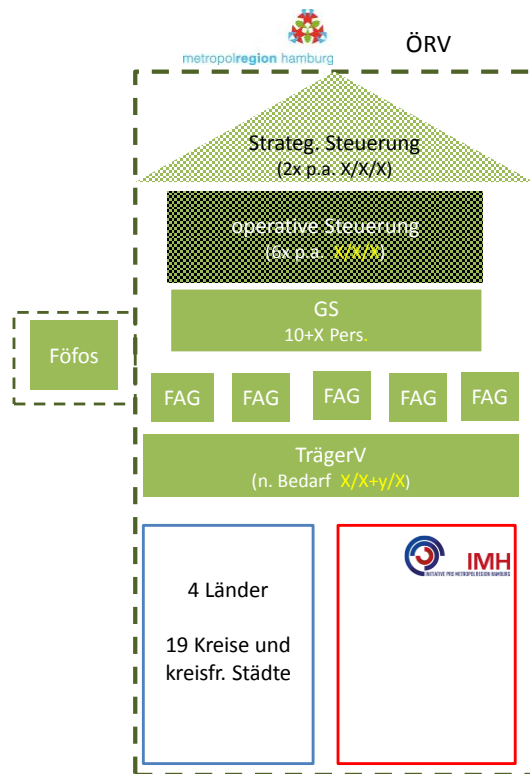 metropolregion hamburg
ÖRV
Strateg. Steuerung
(2x p.a. X/X/X)
operative Steuerung
(6x p.a. X/X/X)
GS
10+X Pers.
Föfos
FAG FAG FAG FAG FAG
TrägerV
(n. Bedarf X/X+y/X)
4 Länder
19 Kreise und
kreisfr. Städte
IMH
INITIATIVE PRO METROPOLREGION HAMBURG